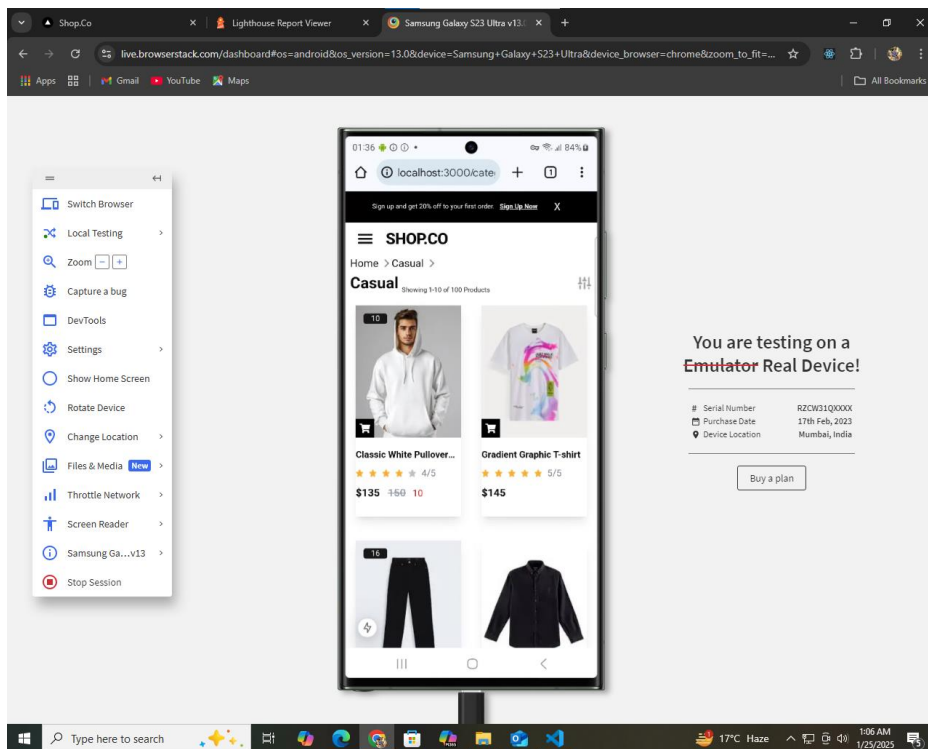 Shop.Co
Lighthouse Report Viewer
Samsung Galaxy S23 Ultra v13.
live.browserstack.com/dashboard#os=android&os_version=13.0&device=Samsung+Galaxy+S23+Ultra&device_browser=chrome&zoom_to_fit=...
Apps
Gmail
YouTube
Maps
All Bookmarks
Switch Browser
Local Testing
Zoom
Capture a bug
DevTools
Settings
Show Home Screen
Rotate Device
Change Location
Files & Media New
Throttle Network
Screen Reader
Samsung Ga...v13
Stop Session
01:36
84%
localhost:3000/cate
1
Sign up and get 20% off to your first order. Sign Up Now X
SHOP.CO
Home > Casual >
Casual Showing 1-10 of 100 Products
10
Classic White Pullover...
4/5
$135 150 10
Gradient Graphic T-shirt
5/5
$145
16
You are testing on a
Emulator Real Device!
# Serial Number RZCW31QXXXX
Purchase Date 17th Feb, 2023
Device Location Mumbai, India
Buy a plan
Type here to search
17°C Haze
1:06 AM
1/25/2025
5